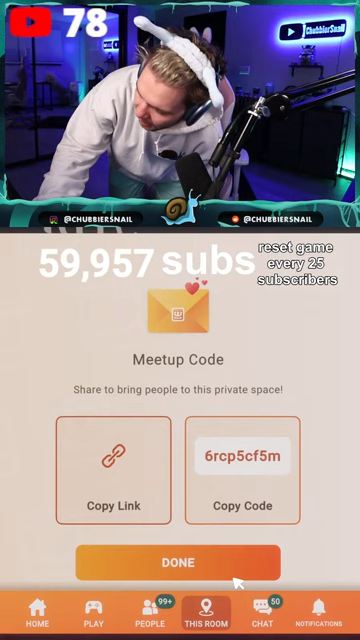 78
ChubbierSnail
@CHUBBIERSNAIL
@CHUBBIERSNAIL
59,957 subs
reset game
every 25
subscribers
Meetup Code
Share to bring people to this private space!
6rcp5cf5m
Copy Link
Copy Code
DONE
99+
50
HOME
PLAY
PEOPLE
THIS ROOM
CHAT
NOTIFICATIONS